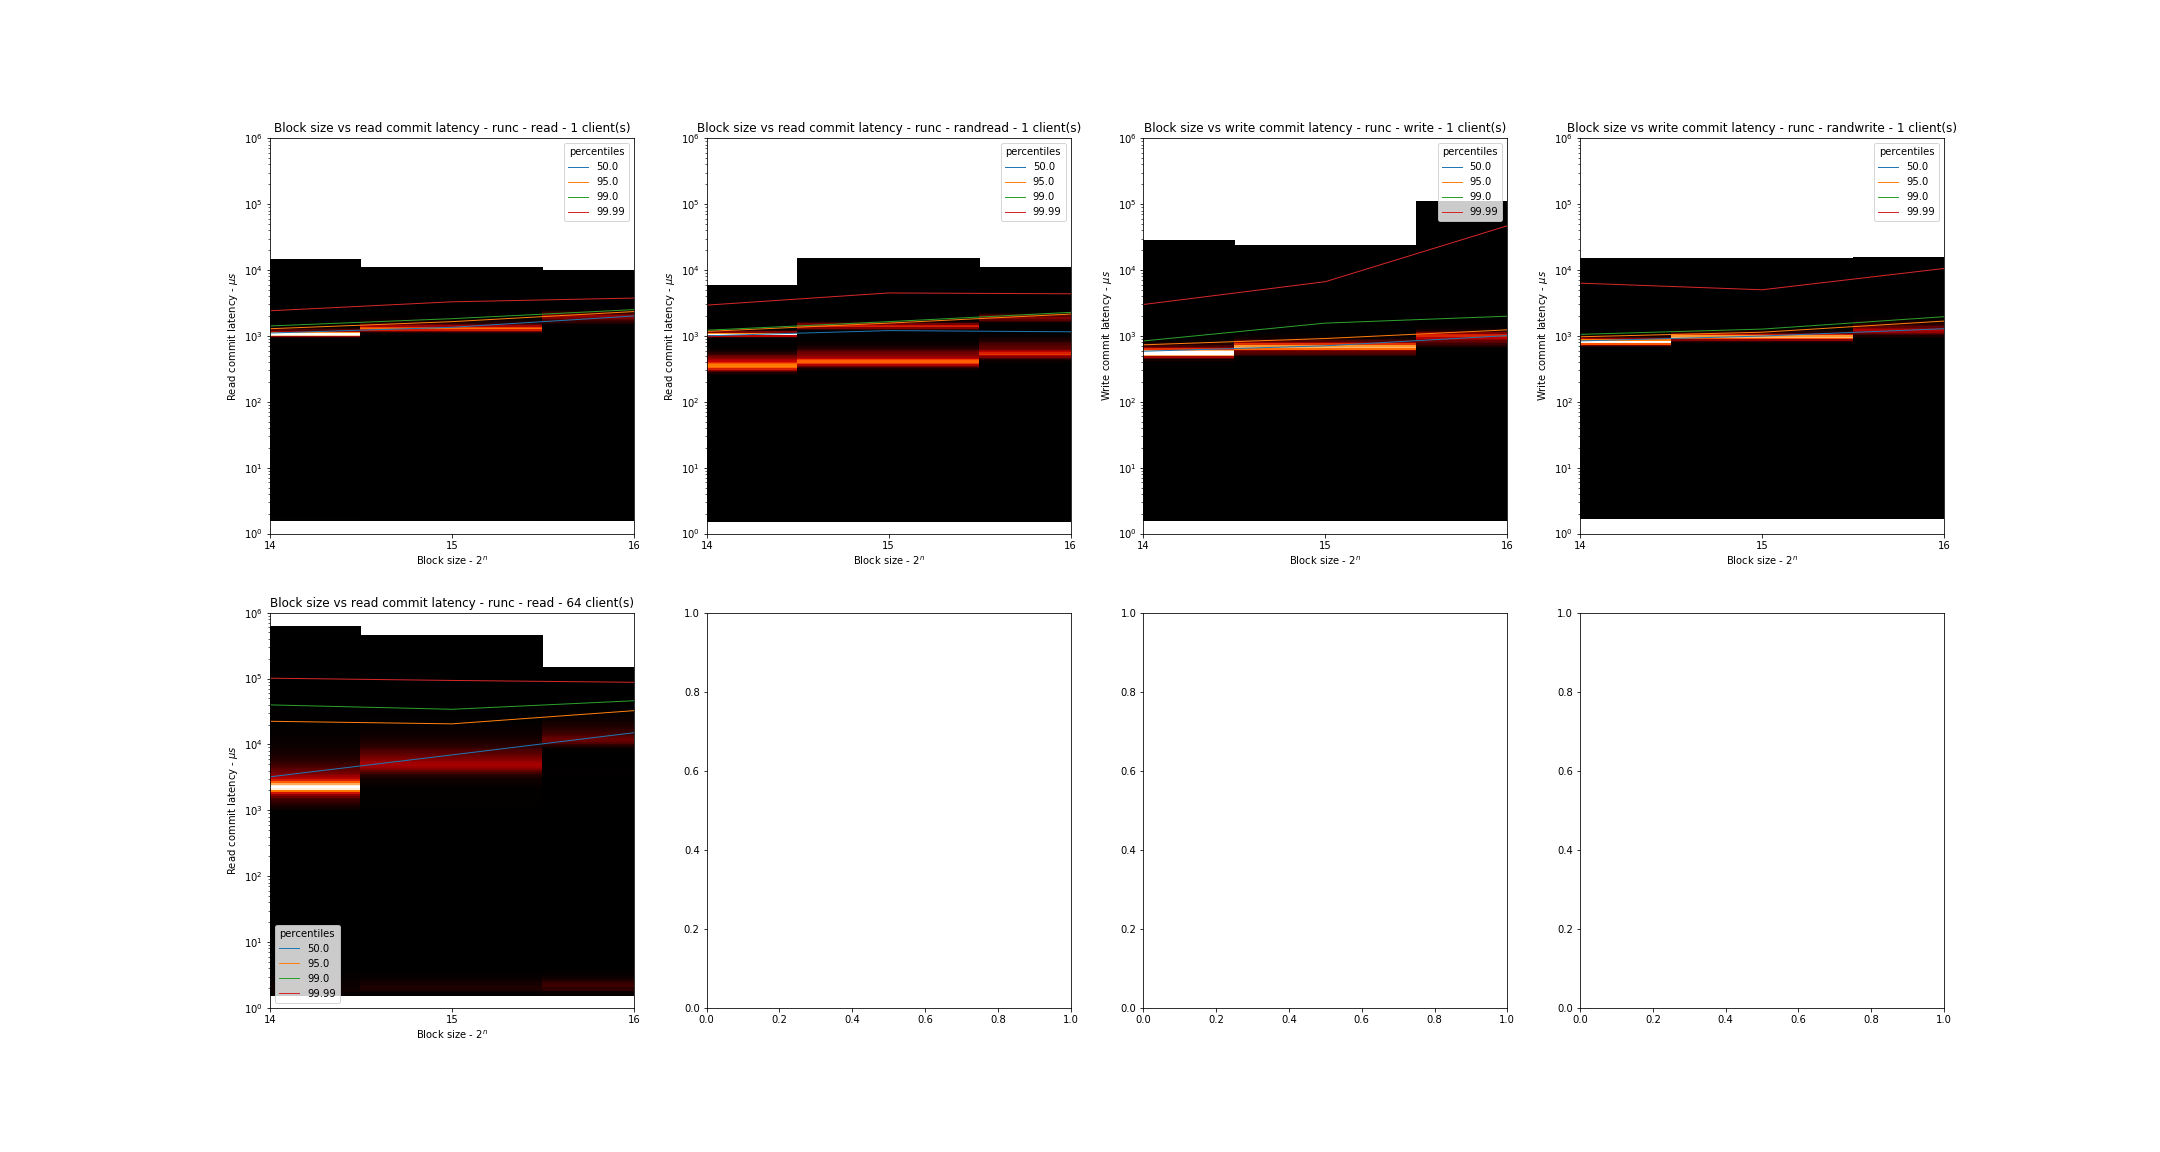 Block size vs read commit latency - runc - read - 1 client(s)
10⁶
10⁵
10⁴
10³
10²
10¹
10⁰
Read commit latency - μs
percentiles
50.0
95.0
99.0
99.99
14 15 16
Block size - 2ⁿ
Block size vs read commit latency - runc - randread - 1 client(s)
10⁶
10⁵
10⁴
10³
10²
10¹
10⁰
Read commit latency - μs
percentiles
50.0
95.0
99.0
99.99
14 15 16
Block size - 2ⁿ
Block size vs write commit latency - runc - write - 1 client(s)
10⁶
10⁵
10⁴
10³
10²
10¹
10⁰
Write commit latency - μs
percentiles
50.0
95.0
99.0
99.99
14 15 16
Block size - 2ⁿ
Block size vs write commit latency - runc - randwrite - 1 client(s)
10⁶
10⁵
10⁴
10³
10²
10¹
10⁰
Write commit latency - μs
percentiles
50.0
95.0
99.0
99.99
14 15 16
Block size - 2ⁿ
Block size vs read commit latency - runc - read - 64 client(s)
10⁶
10⁵
10⁴
10³
10²
10¹
10⁰
Read commit latency - μs
percentiles
50.0
95.0
99.0
99.99
14 15 16
Block size - 2ⁿ
1.0
0.8
0.6
0.4
0.2
0.0
0.0 0.2 0.4 0.6 0.8 1.0
1.0
0.8
0.6
0.4
0.2
0.0
0.0 0.2 0.4 0.6 0.8 1.0
1.0
0.8
0.6
0.4
0.2
0.0
0.0 0.2 0.4 0.6 0.8 1.0